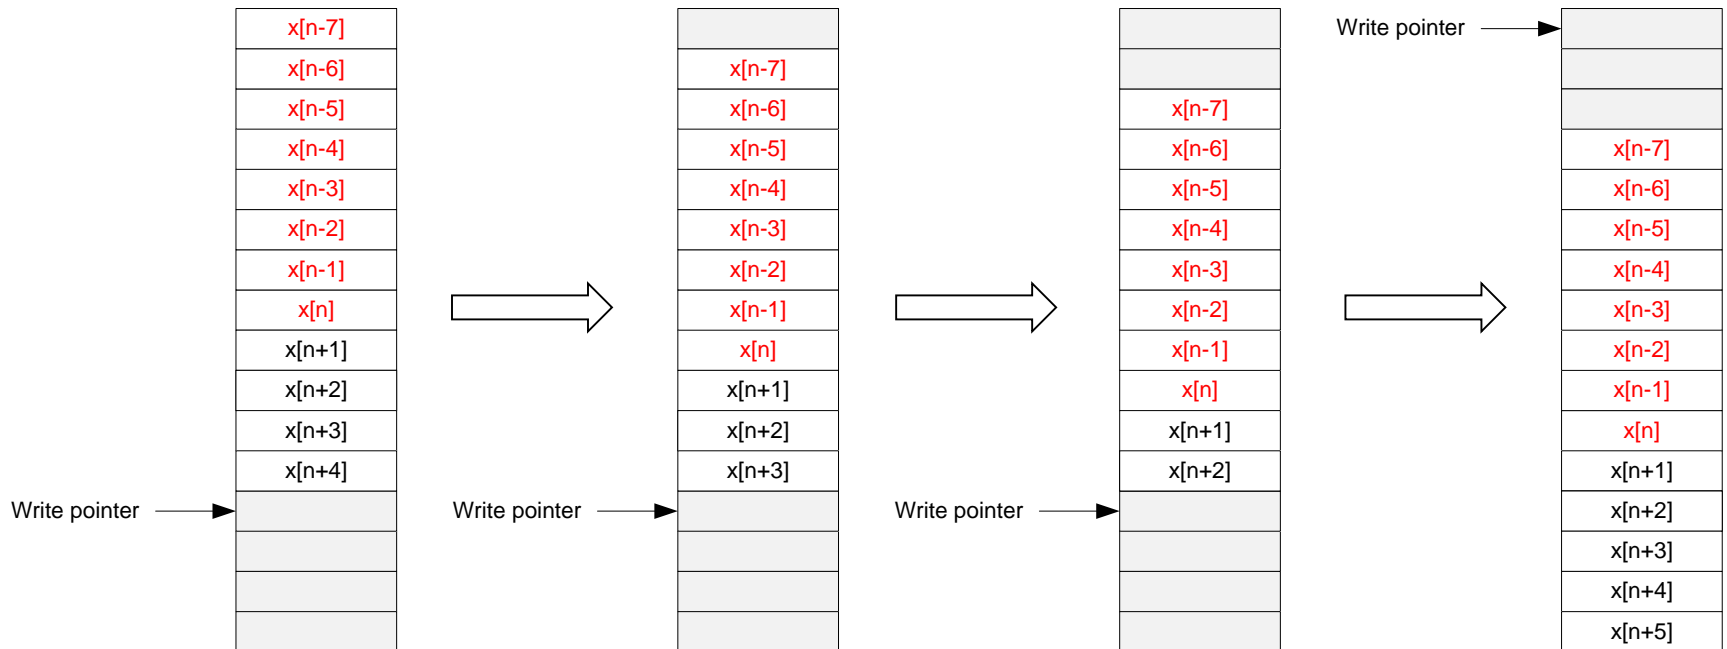 x[n-7]
x[n-6]
x[n-5]
x[n-4]
x[n-3]
x[n-2]
x[n-1]
x[n]
x[n+1]
x[n+2]
x[n+3]
x[n+4]
Write pointer
x[n-7]
x[n-6]
x[n-5]
x[n-4]
x[n-3]
x[n-2]
x[n-1]
x[n]
x[n+1]
x[n+2]
x[n+3]
Write pointer
x[n-7]
x[n-6]
x[n-5]
x[n-4]
x[n-3]
x[n-2]
x[n-1]
x[n]
x[n+1]
x[n+2]
Write pointer
Write pointer
x[n-7]
x[n-6]
x[n-5]
x[n-4]
x[n-3]
x[n-2]
x[n-1]
x[n]
x[n+1]
x[n+2]
x[n+3]
x[n+4]
x[n+5]